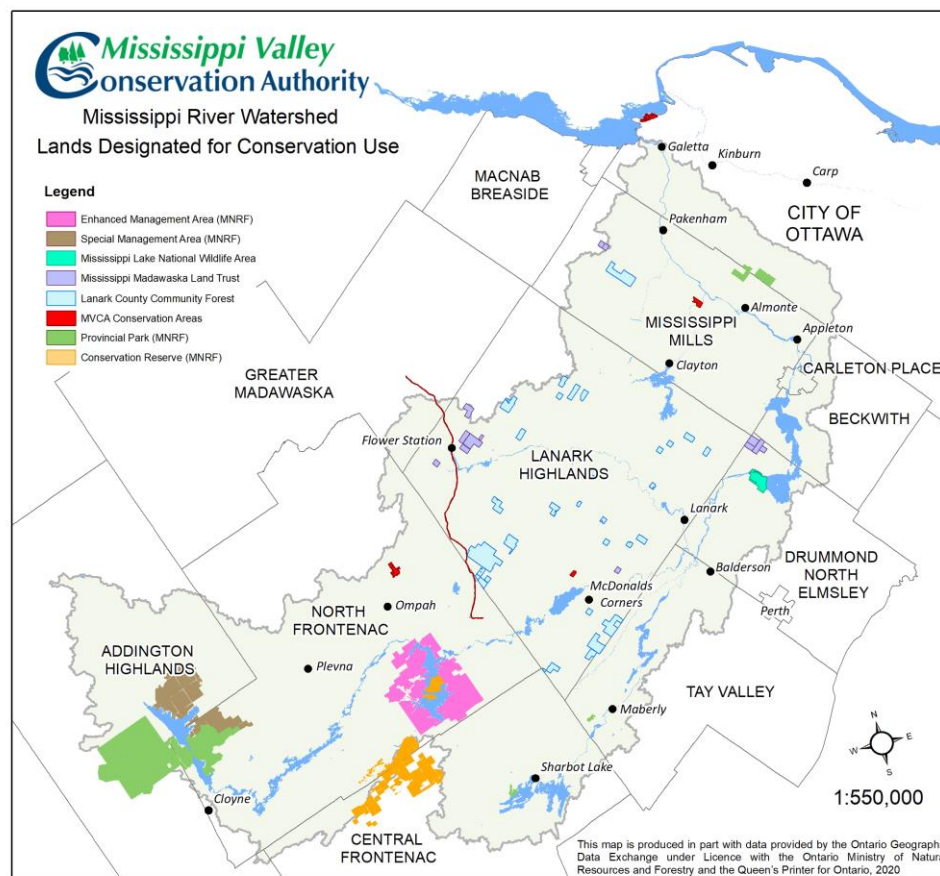 Mississippi Valley
Conservation Authority
Mississippi River Watershed
Lands Designated for Conservation Use
Legend
Enhanced Management Area (MNRF)
Special Management Area (MNRF)
Mississippi Lake National Wildlife Area
Mississippi Madawaska Land Trust
Lanark County Community Forest
MVCA Conservation Areas
Provincial Park (MNRF)
Conservation Reserve (MNRF)
Galetta
Kinburn
Carp
MACNAB
BREASIDE
CITY OF
OTTAWA
Pakenham
Almonte
MISSISSIPPI
MILLS
Appleton
Clayton
CARLETON PLACE
GREATER
MADAWASKA
BECKWITH
Flower Station
LANARK
HIGHLANDS
Lanark
DRUMMOND
NORTH
ELMSLEY
Balderson
McDonalds
Corners
Perth
Ompah
NORTH
FRONTENAC
ADDINGTON
HIGHLANDS
Plevna
TAY VALLEY
Maberly
N
W E
S
Sharbot Lake
1:550,000
Cloyne
CENTRAL
FRONTENAC
This map is produced in part with data provided by the Ontario Geograph
Data Exchange under Licence with the Ontario Ministry of Natura
Resources and Forestry and the Queen's Printer for Ontario, 2020